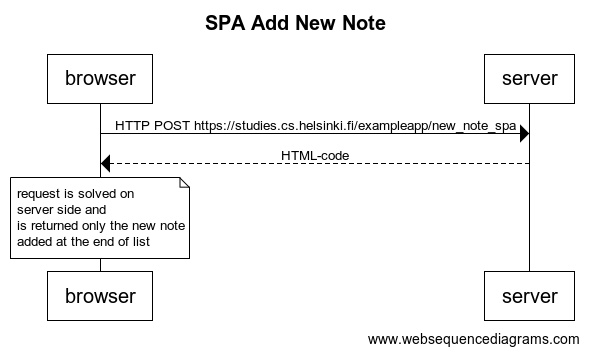 SPA Add New Note
browser
server
HTTP POST https://studies.cs.helsinki.fi/exampleapp/new_note_spa
HTML-code
request is solved on
server side and
is returned only the new note
added at the end of list
browser
server
www.websequencediagrams.com